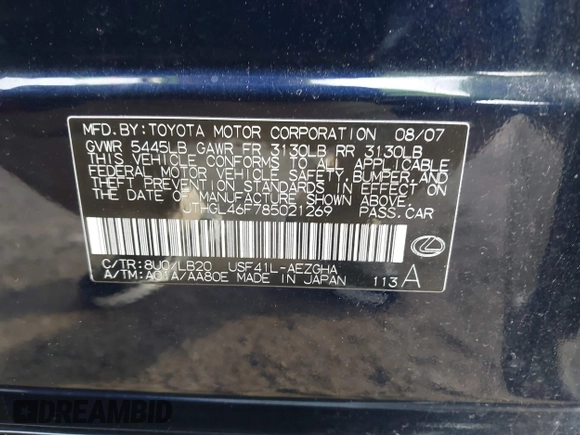 MFD. BY: TOYOTA MOTOR CORPORATION 08/07
GVWR 5445LB GAWR FR 3130LB RR 3130LB
THIS VEHICLE CONFORMS TO ALL APPLICABLE
FEDERAL MOTOR VEHICLE SAFETY, BUMPER, AND
THEFT PREVENTION STANDARDS IN EFFECT ON
THE DATE OF MANUFACTURE SHOWN ABOVE.
JTHGL46F785021269 PASS. CAR
C/TR: 8U0/LB20 USF41L-AEZGHA
A/TM: A01A/AA80E MADE IN JAPAN 113 A
DREAMBID